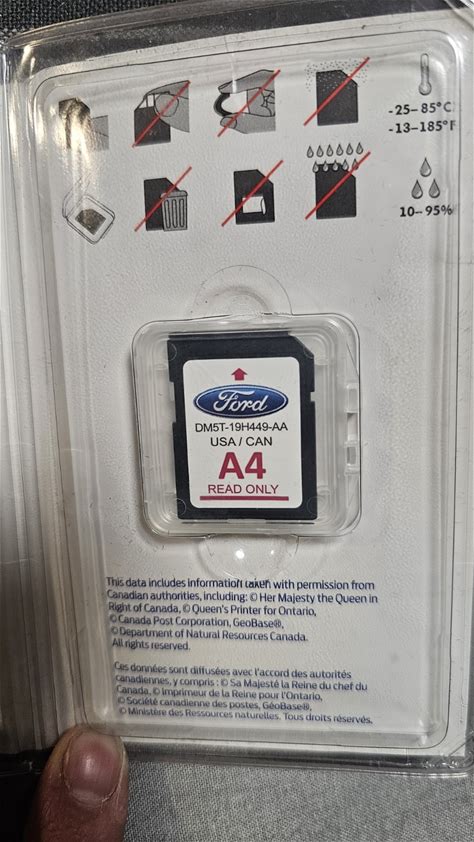 -25–85°C
-13–185°F
10–95%
Ford
DM5T-19H449-AA
USA / CAN
A4
READ ONLY
This data includes information taken with permission from
Canadian authorities, including: © Her Majesty the Queen in
Right of Canada, © Queen's Printer for Ontario,
© Canada Post Corporation, GeoBase®,
© Department of Natural Resources Canada.
All rights reserved.
Ces données sont diffusées avec l'accord des autorités
canadiennes, y compris : © Sa Majesté la Reine du chef du
Canada, © Imprimeur de la Reine pour l'Ontario,
© Société canadienne des postes, GéoBase®,
© Ministère des Ressources naturelles. Tous droits réservés.